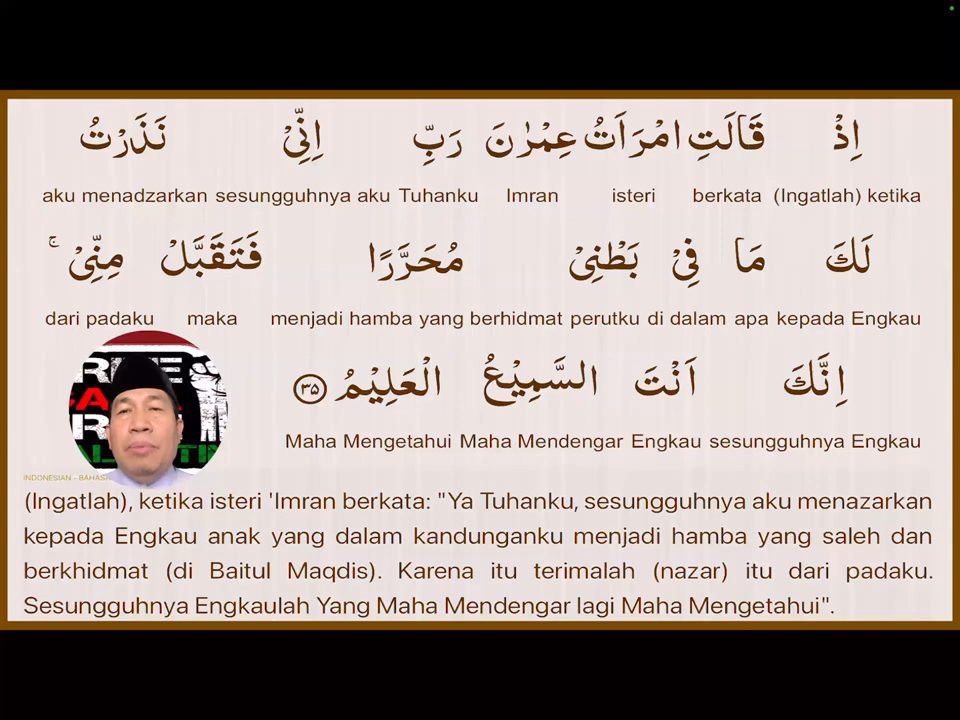 اِذْ قَالَتِ امْرَاَتُ عِمْرٰنَ رَبِّ اِنِّيْ نَذَرْتُ
aku menadzarkan sesungguhnya aku Tuhanku Imran isteri berkata (Ingatlah) ketika
لَكَ مَا فِيْ بَطْنِيْ مُحَرَّرًا فَتَقَبَّلْ مِنِّيْ ۚ
dari padaku maka menjadi hamba yang berhidmat perutku di dalam apa kepada Engkau
اِنَّكَ اَنْتَ السَّمِيْعُ الْعَلِيْمُ ۳۵
Maha Mengetahui Maha Mendengar Engkau sesungguhnya Engkau
INDONESIAN - BAHAS
(Ingatlah), ketika isteri 'Imran berkata: "Ya Tuhanku, sesungguhnya aku menazarkan
kepada Engkau anak yang dalam kandunganku menjadi hamba yang saleh dan
berkhidmat (di Baitul Maqdis). Karena itu terimalah (nazar) itu dari padaku.
Sesungguhnya Engkaulah Yang Maha Mendengar lagi Maha Mengetahui".